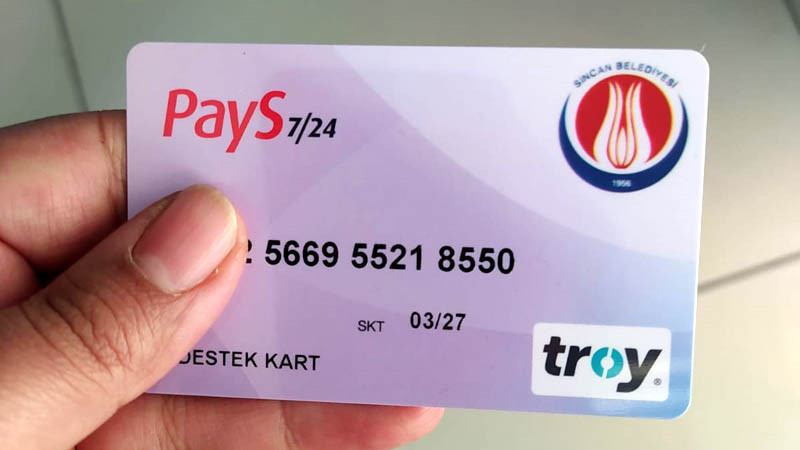 PayS 7/24
SİNCAN BELEDİYESİ
1956
2 5669 5521 8550
SKT 03/27
DESTEK KART
troy®